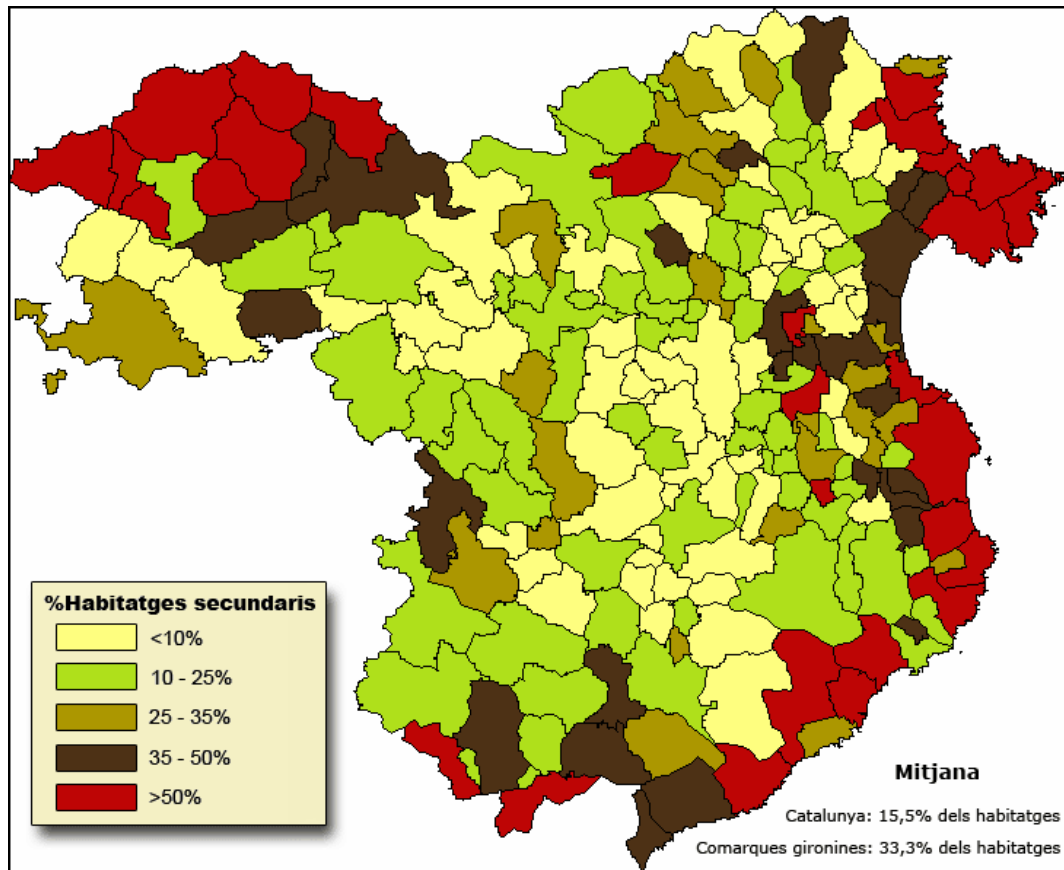 %Habitatges secundaris
<10%
10 - 25%
25 - 35%
35 - 50%
>50%
Mitjana
Catalunya: 15,5% dels habitatges
Comarques gironines: 33,3% dels habitatges